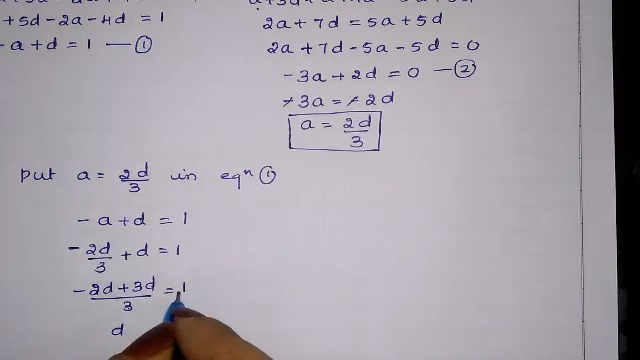 + 5d - 2a - 4d = 1
- a + d = 1 — ①
2a + 7d = 5a + 5d
2a + 7d - 5a - 5d = 0
- 3a + 2d = 0 — ②
- 3a = - 2d
a = 2d/3
Put a = 2d/3 in eqⁿ ①
- a + d = 1
- 2d/3 + d = 1
- 2d + 3d/3 = 1
d